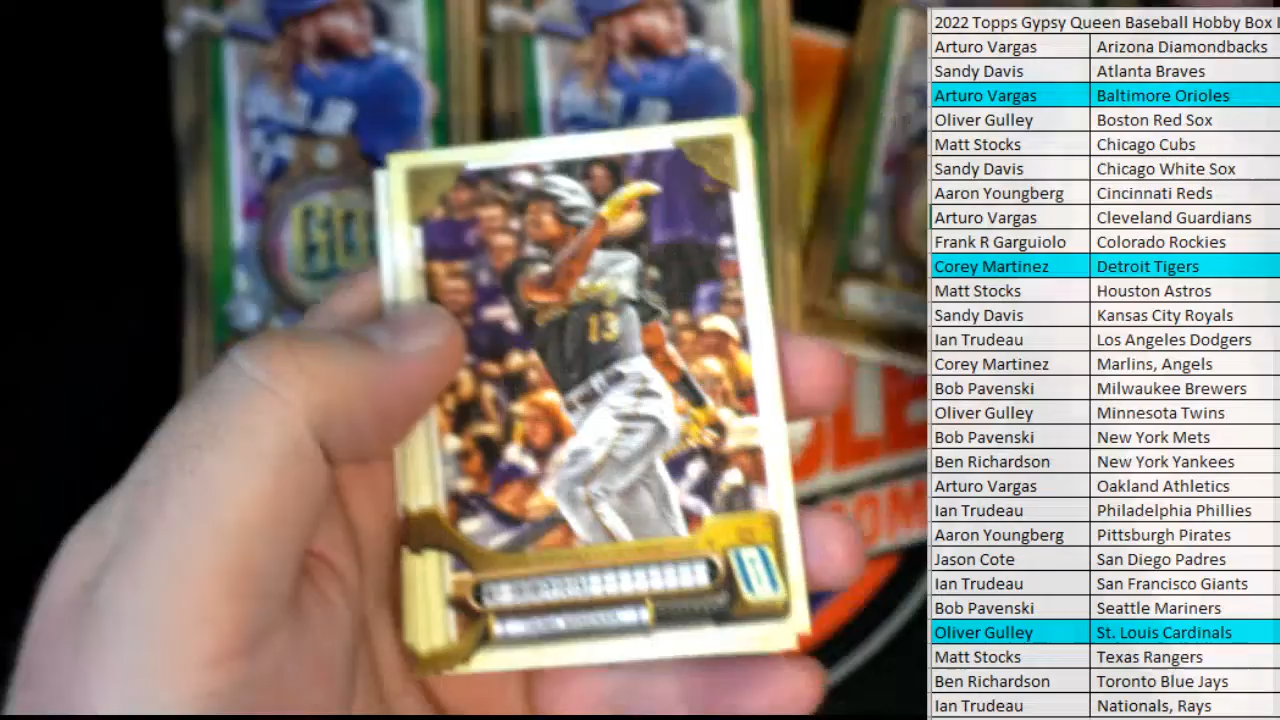 2022 Topps Gypsy Queen Baseball Hobby Box
Arturo Vargas Arizona Diamondbacks
Sandy Davis Atlanta Braves
Arturo Vargas Baltimore Orioles
Oliver Gulley Boston Red Sox
Matt Stocks Chicago Cubs
Sandy Davis Chicago White Sox
Aaron Youngberg Cincinnati Reds
Arturo Vargas Cleveland Guardians
Frank R Garguiolo Colorado Rockies
Corey Martinez Detroit Tigers
Matt Stocks Houston Astros
Sandy Davis Kansas City Royals
Ian Trudeau Los Angeles Dodgers
Corey Martinez Marlins, Angels
Bob Pavenski Milwaukee Brewers
Oliver Gulley Minnesota Twins
Bob Pavenski New York Mets
Ben Richardson New York Yankees
Arturo Vargas Oakland Athletics
Ian Trudeau Philadelphia Phillies
Aaron Youngberg Pittsburgh Pirates
Jason Cote San Diego Padres
Ian Trudeau San Francisco Giants
Bob Pavenski Seattle Mariners
Oliver Gulley St. Louis Cardinals
Matt Stocks Texas Rangers
Ben Richardson Toronto Blue Jays
Ian Trudeau Nationals, Rays
13